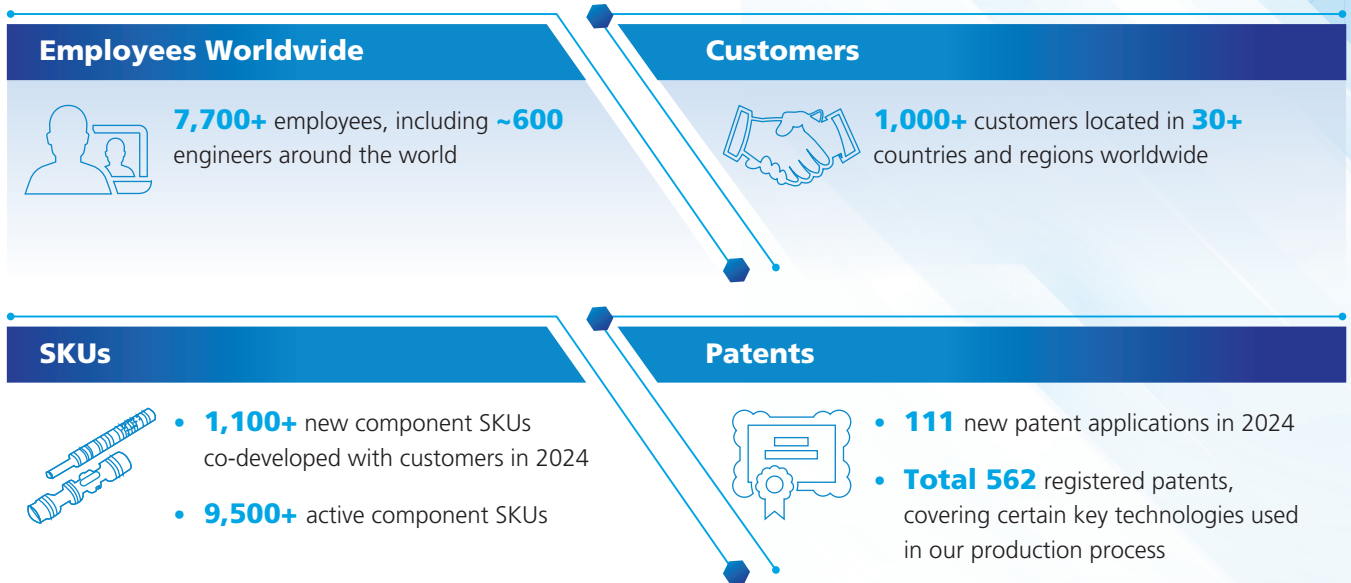 Employees Worldwide
7,700+ employees, including ~600
engineers around the world
Customers
1,000+ customers located in 30+
countries and regions worldwide
SKUs
• 1,100+ new component SKUs
co-developed with customers in 2024
• 9,500+ active component SKUs
Patents
• 111 new patent applications in 2024
• Total 562 registered patents,
covering certain key technologies used
in our production process